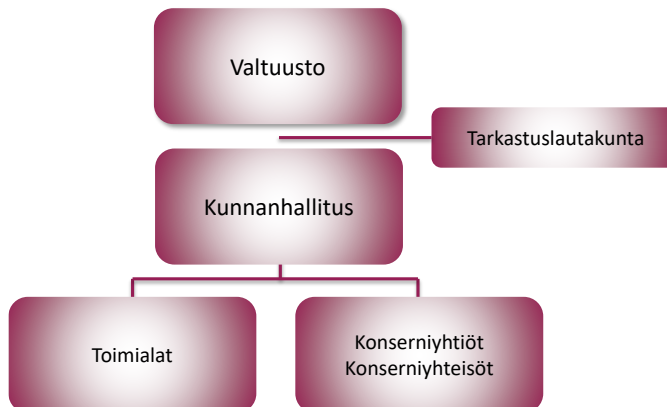 Valtuusto
Tarkastuslautakunta
Kunnanhallitus
Toimialat
Konserniyhtiöt
Konserniyhteisöt